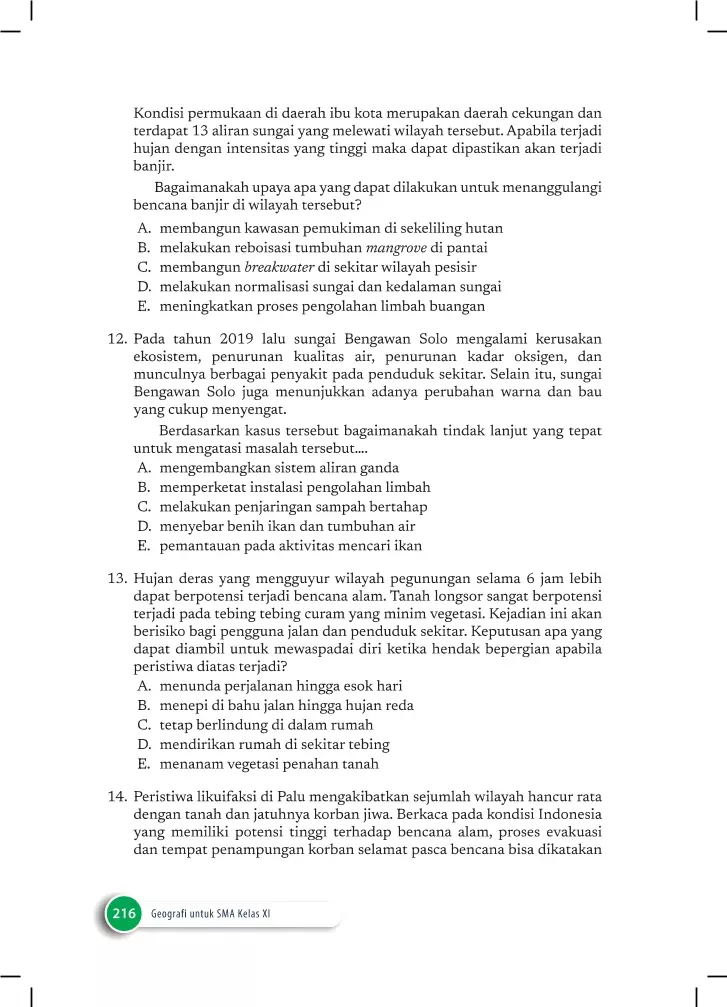 Kondisi permukaan di daerah ibu kota merupakan daerah cekungan dan
terdapat 13 aliran sungai yang melewati wilayah tersebut. Apabila terjadi
hujan dengan intensitas yang tinggi maka dapat dipastikan akan terjadi
banjir.
Bagaimanakah upaya apa yang dapat dilakukan untuk menanggulangi
bencana banjir di wilayah tersebut?
A. membangun kawasan pemukiman di sekeliling hutan
B. melakukan reboisasi tumbuhan mangrove di pantai
C. membangun breakwater di sekitar wilayah pesisir
D. melakukan normalisasi sungai dan kedalaman sungai
E. meningkatkan proses pengolahan limbah buangan
12. Pada tahun 2019 lalu sungai Bengawan Solo mengalami kerusakan
ekosistem, penurunan kualitas air, penurunan kadar oksigen, dan
munculnya berbagai penyakit pada penduduk sekitar. Selain itu, sungai
Bengawan Solo juga menunjukkan adanya perubahan warna dan bau
yang cukup menyengat.
Berdasarkan kasus tersebut bagaimanakah tindak lanjut yang tepat
untuk mengatasi masalah tersebut....
A. mengembangkan sistem aliran ganda
B. memperketat instalasi pengolahan limbah
C. melakukan penjaringan sampah bertahap
D. menyebar benih ikan dan tumbuhan air
E. pemantauan pada aktivitas mencari ikan
13. Hujan deras yang mengguyur wilayah pegunungan selama 6 jam lebih
dapat berpotensi terjadi bencana alam. Tanah longsor sangat berpotensi
terjadi pada tebing tebing curam yang minim vegetasi. Kejadian ini akan
berisiko bagi pengguna jalan dan penduduk sekitar. Keputusan apa yang
dapat diambil untuk mewaspadai diri ketika hendak bepergian apabila
peristiwa diatas terjadi?
A. menunda perjalanan hingga esok hari
B. menepi di bahu jalan hingga hujan reda
C. tetap berlindung di dalam rumah
D. mendirikan rumah di sekitar tebing
E. menanam vegetasi penahan tanah
14. Peristiwa likuifaksi di Palu mengakibatkan sejumlah wilayah hancur rata
dengan tanah dan jatuhnya korban jiwa. Berkaca pada kondisi Indonesia
yang memiliki potensi tinggi terhadap bencana alam, proses evakuasi
dan tempat penampungan korban selamat pasca bencana bisa dikatakan
216 Geografi untuk SMA Kelas XI